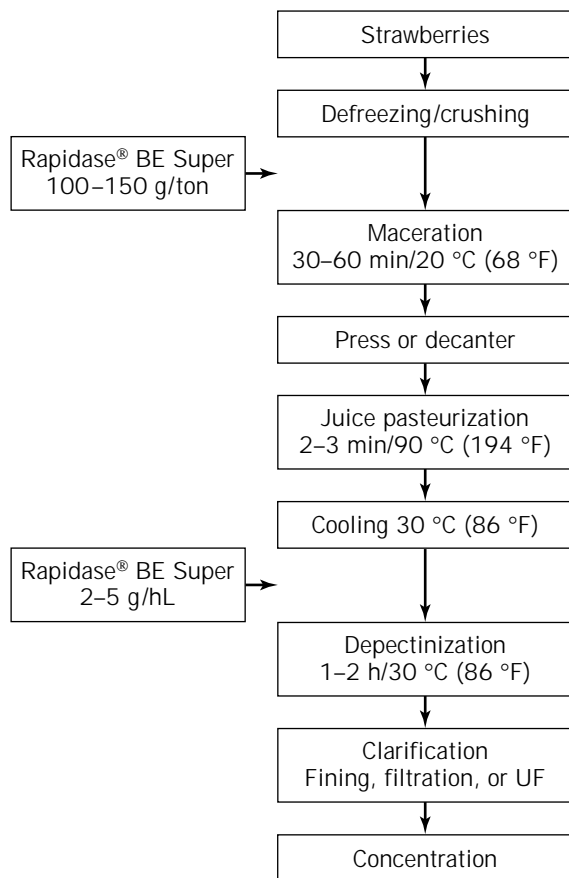 Strawberries
Defreezing/crushing
Rapidase® BE Super
100–150 g/ton
Maceration
30–60 min/20 °C (68 °F)
Press or decanter
Juice pasteurization
2–3 min/90 °C (194 °F)
Cooling 30 °C (86 °F)
Rapidase® BE Super
2–5 g/hL
Depectinization
1–2 h/30 °C (86 °F)
Clarification
Fining, filtration, or UF
Concentration